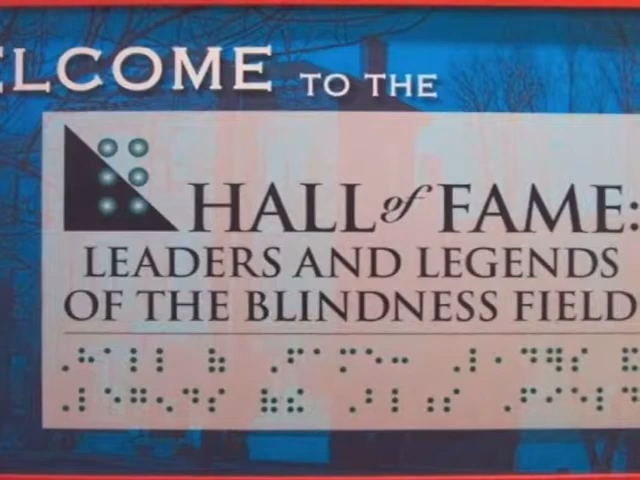 ELCOME TO THE
HALL of FAME:
LEADERS AND LEGENDS
OF THE BLINDNESS FIELD